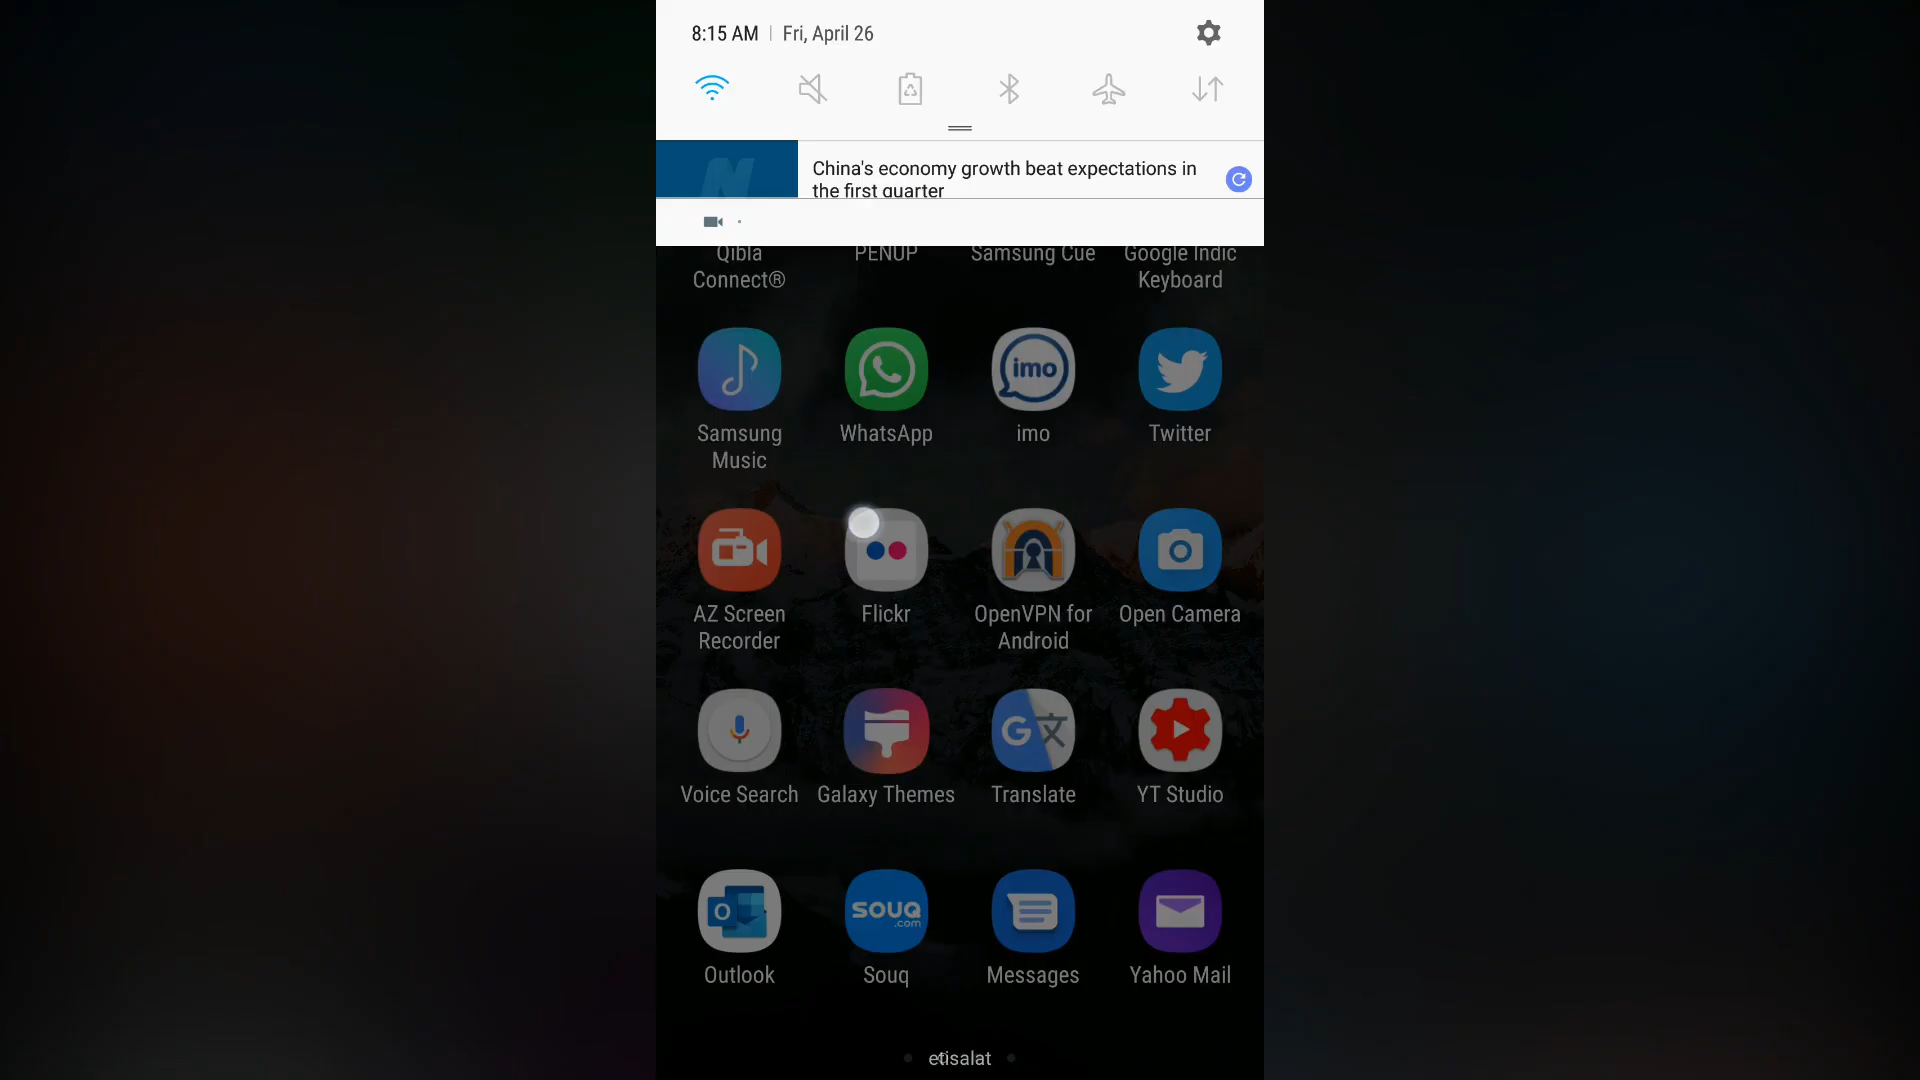 8:15 AM | Fri, April 26
China's economy growth beat expectations in
the first quarter
Qibla
Connect®
PENUP
Samsung Cue
Google Indic
Keyboard
imo
Samsung
Music
WhatsApp
imo
Twitter
AZ Screen
Recorder
Flickr
OpenVPN for
Android
Open Camera
G文
Voice Search
Galaxy Themes
Translate
YT Studio
O
souq
.com
Outlook
Souq
Messages
Yahoo Mail
etisalat